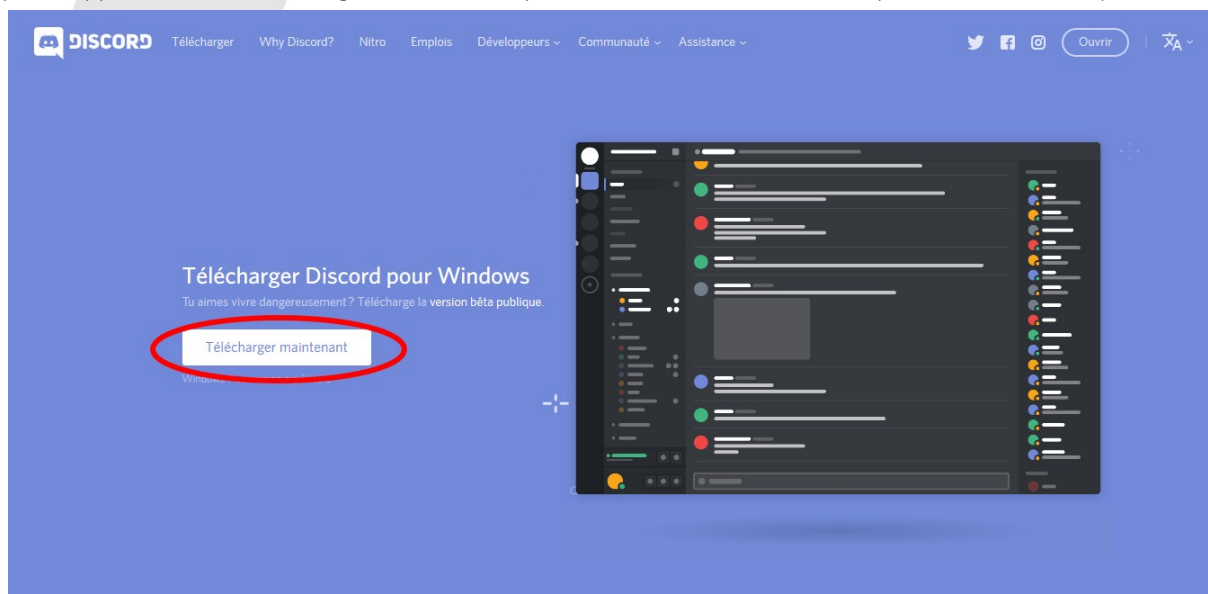 DISCORD Télécharger Why Discord? Nitro Emplois Développeurs Communauté Assistance Ouvrir
Télécharger Discord pour Windows
Tu aimes vivre dangereusement ? Télécharge la version bêta publique.
Télécharger maintenant